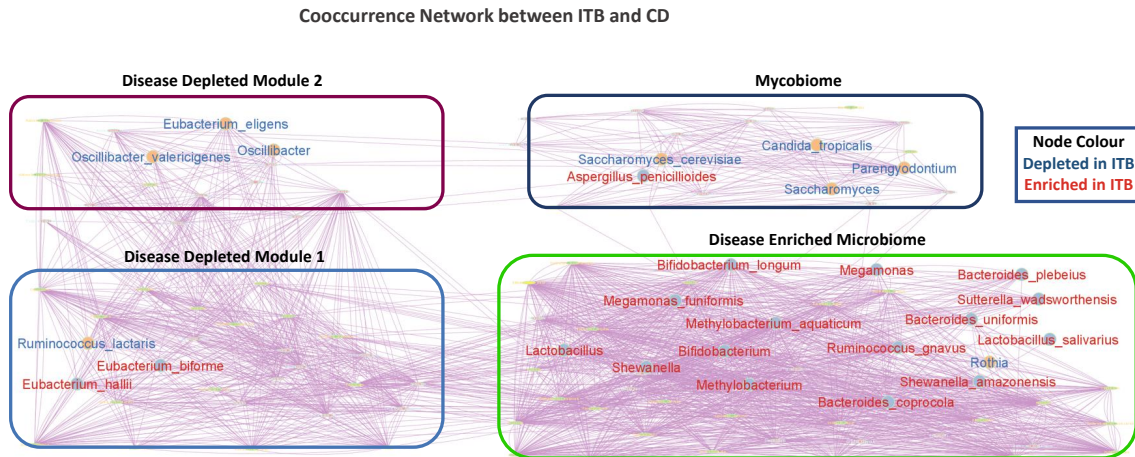 Cooccurrence Network between ITB and CD
Disease Depleted Module 2
Eubacterium_eligens
Oscillibacter_valericigenes
Oscillibacter
Mycobiome
Candida_tropicalis
Saccharomyces_cerevisiae
Aspergillus_penicillioides
Parengyodontium
Saccharomyces
Node Colour
Depleted in ITB
Enriched in ITB
Disease Depleted Module 1
Ruminococcus_lactaris
Eubacterium_biforme
Eubacterium_hallii
Disease Enriched Microbiome
Bifidobacterium_longum
Megamonas
Bacteroides_plebeius
Megamonas_funiformis
Sutterella_wadsworthensis
Methylobacterium_aquaticum
Bacteroides_uniformis
Lactobacillus_salivarius
Lactobacillus
Bifidobacterium
Ruminococcus_gnavus
Shewanella
Rothia
Methylobacterium
Shewanella_amazonensis
Bacteroides_coprocola